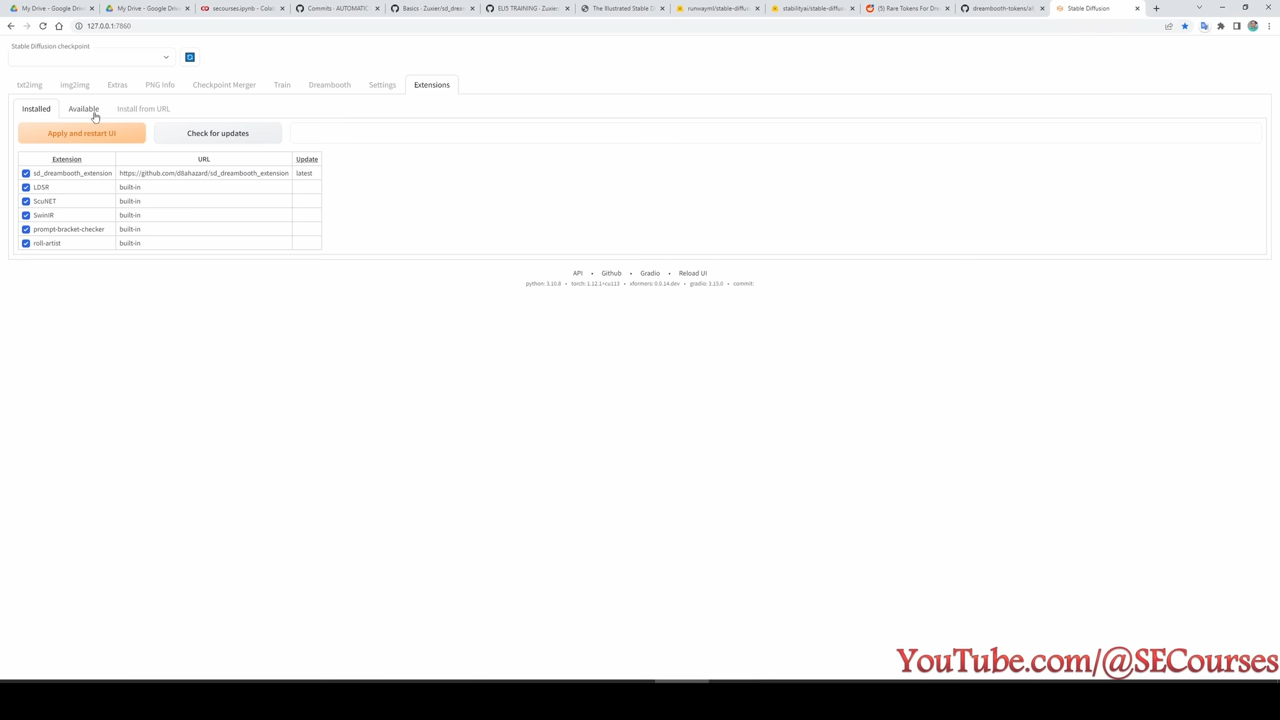 My Drive - Google Driv
My Drive - Google Driv
secourses.ipynb - Colab
Commits · AUTOMATIC
Basics · Zuxier/sd_drea
ELI5 TRAINING · Zuxier
The Illustrated Stable D
runwayml/stable-diffus
stabilityai/stable-diffus
(5) Rare Tokens For Dre
dreambooth-tokens/all
Stable Diffusion
127.0.0.1:7860
Stable Diffusion checkpoint
txt2img
img2img
Extras
PNG Info
Checkpoint Merger
Train
Dreambooth
Settings
Extensions
Installed
Available
Install from URL
Apply and restart UI
Check for updates
Extension URL Update
sd_dreambooth_extension https://github.com/d8ahazard/sd_dreambooth_extension latest
LDSR built-in
ScuNET built-in
SwinIR built-in
prompt-bracket-checker built-in
roll-artist built-in
API • Github • Gradio • Reload UI
python: 3.10.8 • torch: 1.12.1+cu113 • xformers: 0.0.14.dev • gradio: 3.15.0 • commit:
YouTube.com/@SECourses